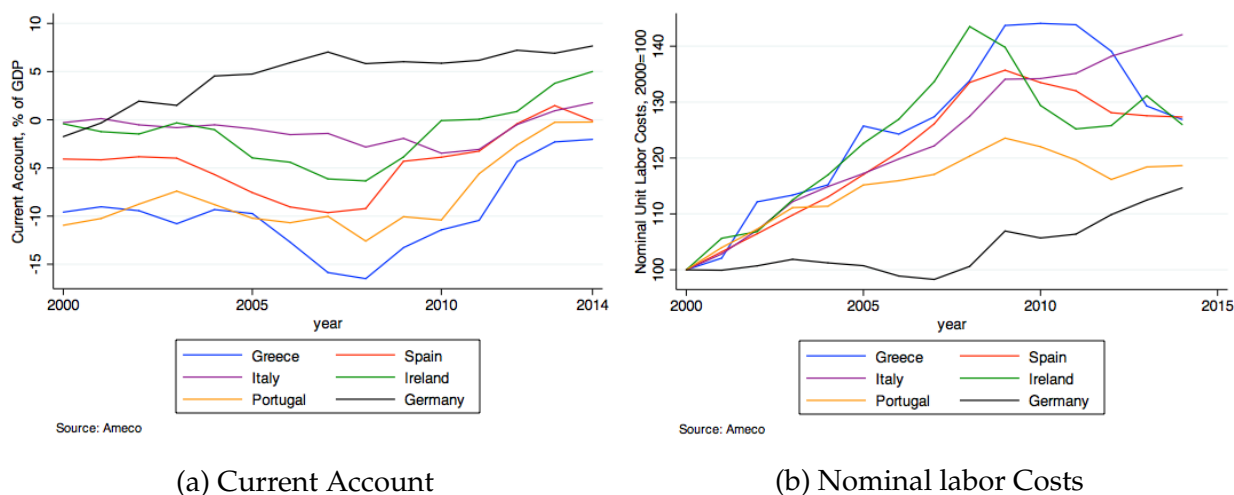 Current Account, % of GDP
10
5
0
-5
-10
-15
2000
2005
2010
2014
year
Greece
Spain
Italy
Ireland
Portugal
Germany
Source: Ameco
(a) Current Account
Nominal Unit Labor Costs, 2000=100
140
130
120
110
100
2000
2005
2010
2015
year
Greece
Spain
Italy
Ireland
Portugal
Germany
Source: Ameco
(b) Nominal labor Costs